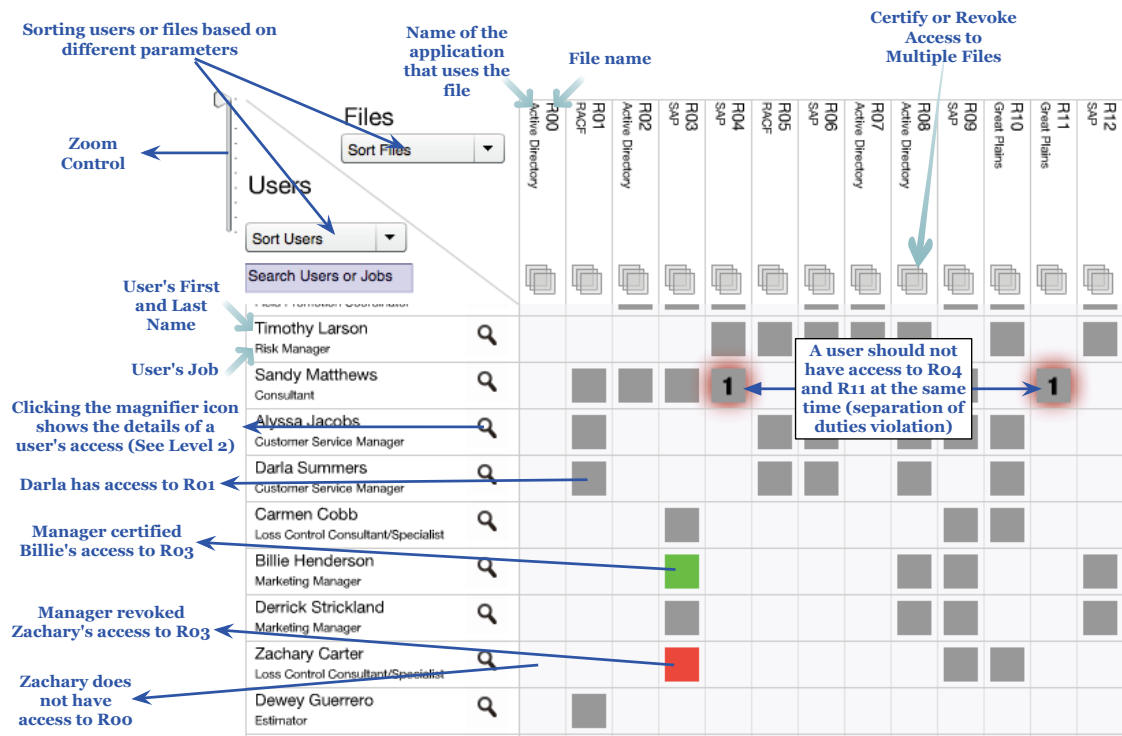 Sorting users or files based on
different parameters
Name of the
application
that uses the
file
File name
Certify or Revoke
Access to
Multiple Files
Zoom
Control
Files
Sort Files
Users
Sort Users
Search Users or Jobs
R00
Active Directory
R01
RACF
R02
Active Directory
R03
SAP
R04
SAP
R05
RACF
R06
SAP
R07
Active Directory
R08
Active Directory
R09
SAP
R10
Great Plains
R11
Great Plains
R12
SAP
User's First
and Last
Name
User's Job
Clicking the magnifier icon
shows the details of a
user's access (See Level 2)
Darla has access to R01
Manager certified
Billie's access to R03
Manager revoked
Zachary's access to R03
Zachary does
not have
access to R00
Timothy Larson
Risk Manager
Sandy Matthews
Consultant
1
1
A user should not
have access to R04
and R11 at the same
time (separation of
duties violation)
Alyssa Jacobs
Customer Service Manager
Darla Summers
Customer Service Manager
Carmen Cobb
Loss Control Consultant/Specialist
Billie Henderson
Marketing Manager
Derrick Strickland
Marketing Manager
Zachary Carter
Loss Control Consultant/Specialist
Dewey Guerrero
Estimator